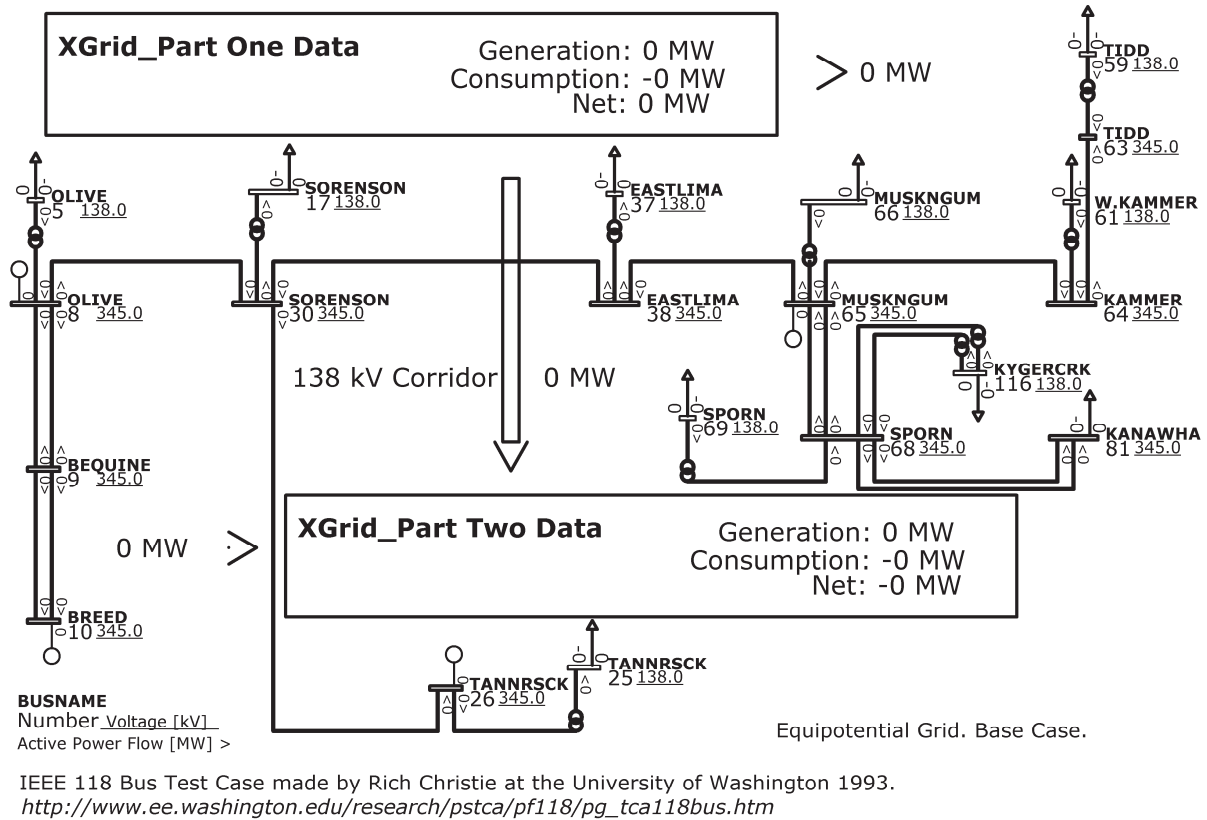 XGrid_Part One Data
Generation: 0 MW
Consumption: -0 MW
Net: 0 MW
> 0 MW
TIDD
59 138.0
TIDD
63 345.0
OLIVE
5 138.0
SORENSON
17 138.0
EASTLIMA
37 138.0
MUSKNGUM
66 138.0
W.KAMMER
61 138.0
OLIVE
8 345.0
SORENSON
30 345.0
EASTLIMA
38 345.0
MUSKNGUM
65 345.0
KAMMER
64 345.0
138 kV Corridor 0 MW
KYGERCRK
116 138.0
SPORN
69 138.0
SPORN
68 345.0
KANAWHA
81 345.0
BEQUINE
9 345.0
0 MW >
XGrid_Part Two Data
Generation: 0 MW
Consumption: -0 MW
Net: -0 MW
BREED
10 345.0
TANNRSCK
26 345.0
TANNRSCK
25 138.0
BUSNAME
Number Voltage [kV]
Active Power Flow [MW] >
Equipotential Grid. Base Case.
IEEE 118 Bus Test Case made by Rich Christie at the University of Washington 1993.
http://www.ee.washington.edu/research/pstca/pf118/pg_tca118bus.htm